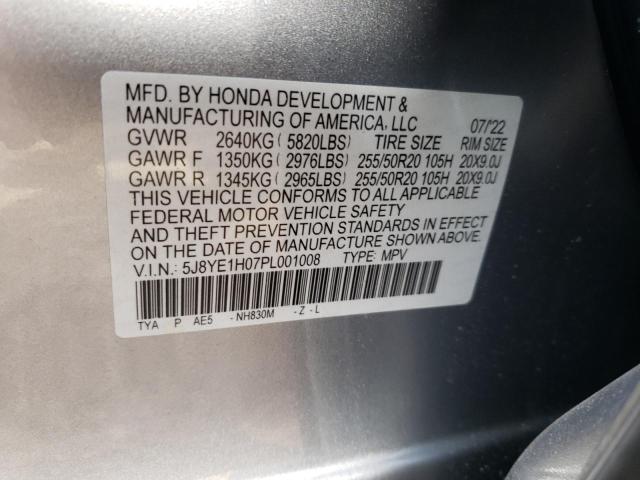 MFD. BY HONDA DEVELOPMENT &
MANUFACTURING OF AMERICA, LLC 07/'22
GVWR 2640KG ( 5820LBS) TIRE SIZE RIM SIZE
GAWR F 1350KG ( 2976LBS) 255/50R20 105H 20X9.0J
GAWR R 1345KG ( 2965LBS) 255/50R20 105H 20X9.0J
THIS VEHICLE CONFORMS TO ALL APPLICABLE
FEDERAL MOTOR VEHICLE SAFETY
AND THEFT PREVENTION STANDARDS IN EFFECT
ON THE DATE OF MANUFACTURE SHOWN ABOVE.
V.I.N.: 5J8YE1H07PL001008 TYPE: MPV
TYA P AE5 -NH830M -Z-L